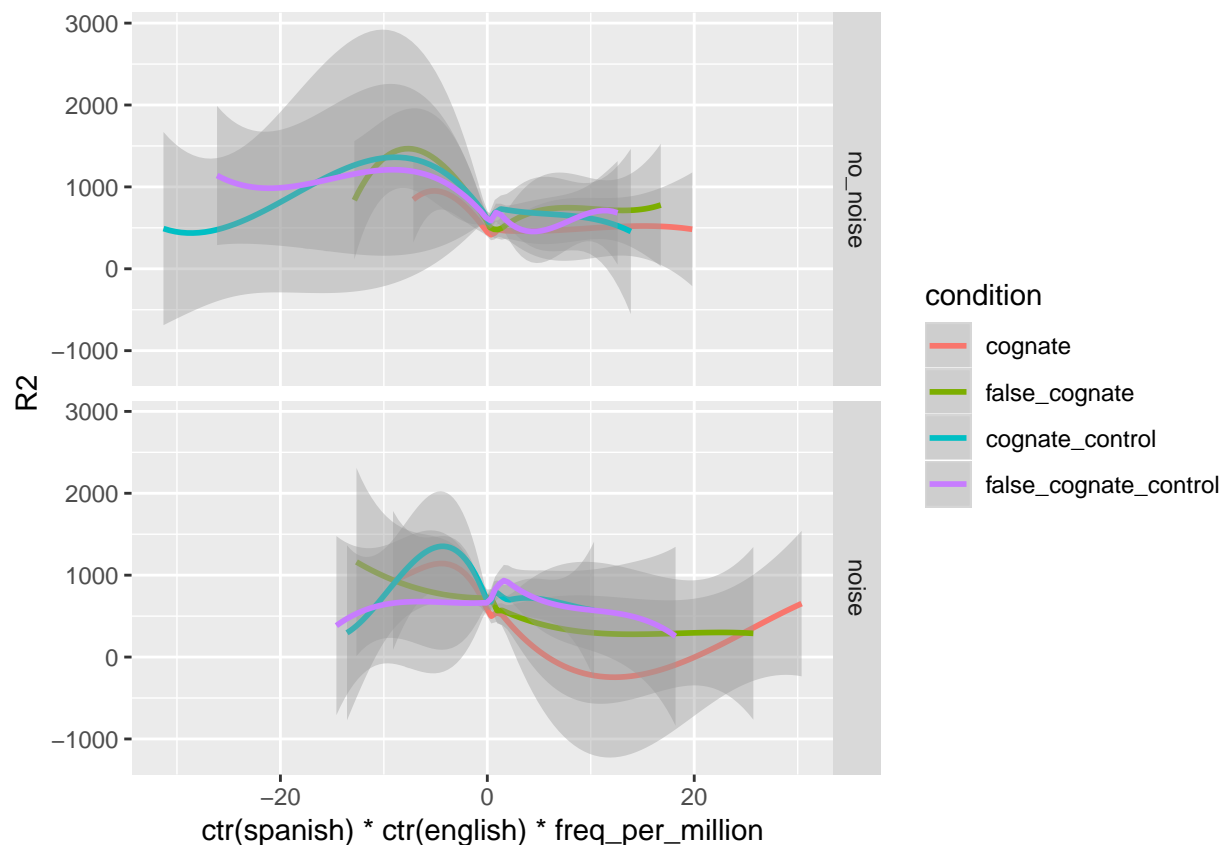 3000
2000
1000
0
−1000
no_noise
3000
2000
1000
0
−1000
noise
R2
−20
0
20
ctr(spanish) * ctr(english) * freq_per_million
condition
cognate
false_cognate
cognate_control
false_cognate_control